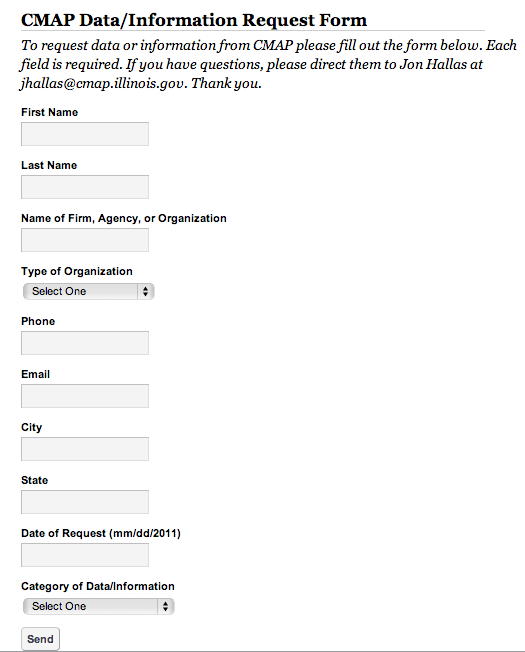 CMAP Data/Information Request Form
To request data or information from CMAP please fill out the form below. Each
field is required. If you have questions, please direct them to Jon Hallas at
jhallas@cmap.illinois.gov. Thank you.
First Name
Last Name
Name of Firm, Agency, or Organization
Type of Organization
Select One
Phone
Email
City
State
Date of Request (mm/dd/2011)
Category of Data/Information
Select One
Send